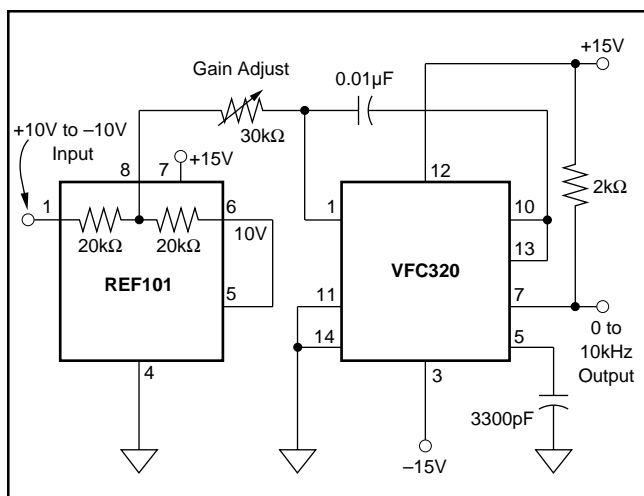 +15V
Gain Adjust
0.01µF
30kΩ
+10V to –10V
Input
8
7
+15V
12
2kΩ
1
6
1
10
20kΩ
20kΩ
10V
13
REF101
VFC320
5
11
7
14
5
0 to
10kHz
Output
4
3
3300pF
–15V